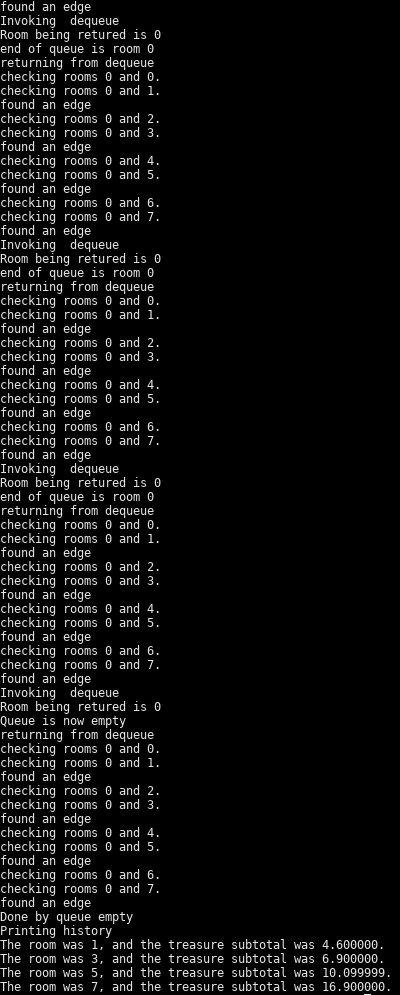 found an edge
Invoking  dequeue
Room being retured is 0
end of queue is room 0
returning from dequeue
checking rooms 0 and 0.
checking rooms 0 and 1.
found an edge
checking rooms 0 and 2.
checking rooms 0 and 3.
found an edge
checking rooms 0 and 4.
checking rooms 0 and 5.
found an edge
checking rooms 0 and 6.
checking rooms 0 and 7.
found an edge
Invoking  dequeue
Room being retured is 0
end of queue is room 0
returning from dequeue
checking rooms 0 and 0.
checking rooms 0 and 1.
found an edge
checking rooms 0 and 2.
checking rooms 0 and 3.
found an edge
checking rooms 0 and 4.
checking rooms 0 and 5.
found an edge
checking rooms 0 and 6.
checking rooms 0 and 7.
found an edge
Invoking  dequeue
Room being retured is 0
end of queue is room 0
returning from dequeue
checking rooms 0 and 0.
checking rooms 0 and 1.
found an edge
checking rooms 0 and 2.
checking rooms 0 and 3.
found an edge
checking rooms 0 and 4.
checking rooms 0 and 5.
found an edge
checking rooms 0 and 6.
checking rooms 0 and 7.
found an edge
Invoking  dequeue
Room being retured is 0
Queue is now empty
returning from dequeue
checking rooms 0 and 0.
checking rooms 0 and 1.
found an edge
checking rooms 0 and 2.
checking rooms 0 and 3.
found an edge
checking rooms 0 and 4.
checking rooms 0 and 5.
found an edge
checking rooms 0 and 6.
checking rooms 0 and 7.
found an edge
Done by queue empty
Printing history
The room was 1, and the treasure subtotal was 4.600000.
The room was 3, and the treasure subtotal was 6.900000.
The room was 5, and the treasure subtotal was 10.099999.
The room was 7, and the treasure subtotal was 16.900000.